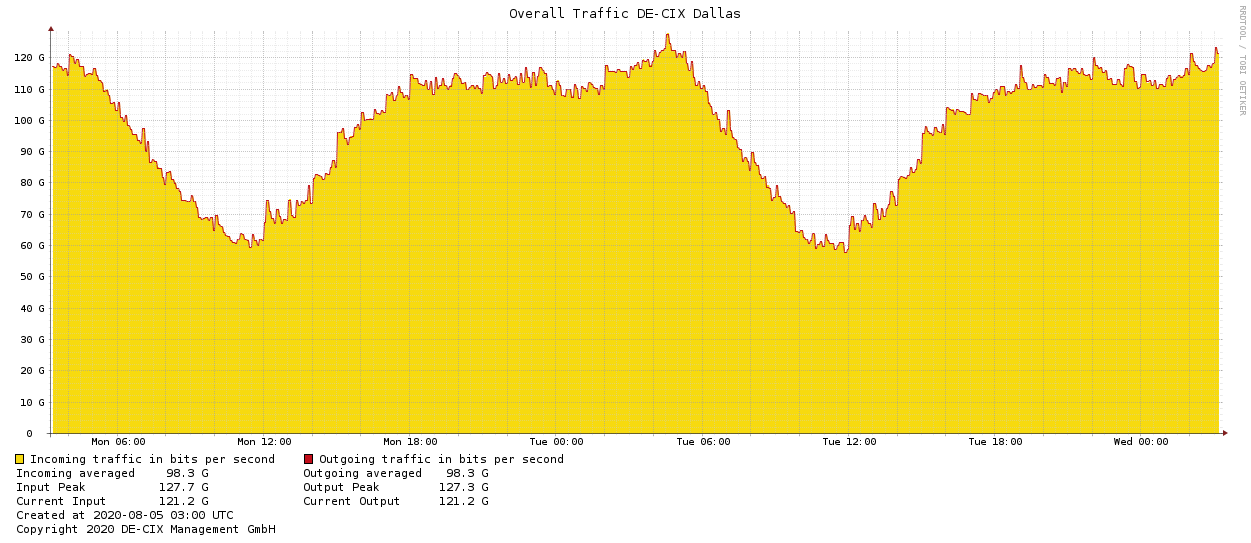 Overall Traffic DE-CIX Dallas
RRDTOOL / TOBI OETIKER
120 G
110 G
100 G
90 G
80 G
70 G
60 G
50 G
40 G
30 G
20 G
10 G
0
Mon 06:00 Mon 12:00 Mon 18:00 Tue 00:00 Tue 06:00 Tue 12:00 Tue 18:00 Wed 00:00
Incoming traffic in bits per second Outgoing traffic in bits per second
Incoming averaged 98.3 G Outgoing averaged 98.3 G
Input Peak 127.7 G Output Peak 127.3 G
Current Input 121.2 G Current Output 121.2 G
Created at 2020-08-05 03:00 UTC
Copyright 2020 DE-CIX Management GmbH